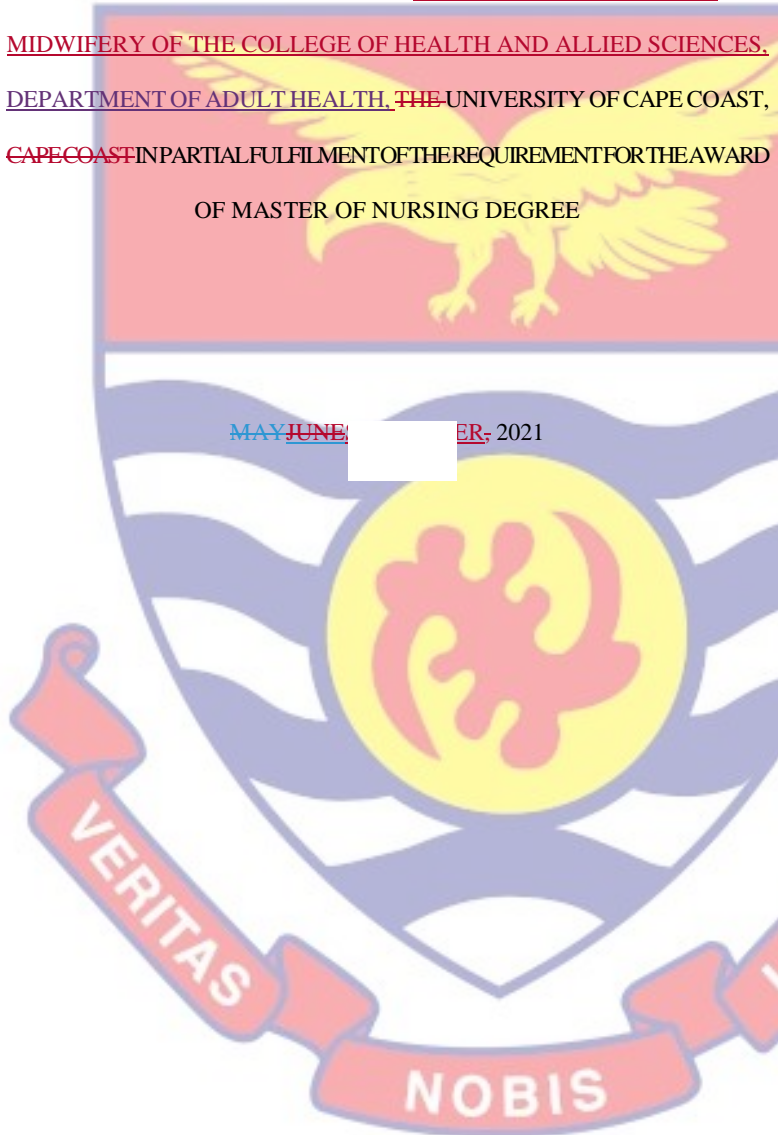 MIDWIFERY OF THE COLLEGE OF HEALTH AND ALLIED SCIENCES,
DEPARTMENT OF ADULT HEALTH, THE UNIVERSITY OF CAPE COAST,
CAPE COAST IN PARTIAL FULFILMENT OF THE REQUIREMENT FOR THE AWARD
OF MASTER OF NURSING DEGREE
MAYJUNE ER, 2021
VERITAS
NOBIS